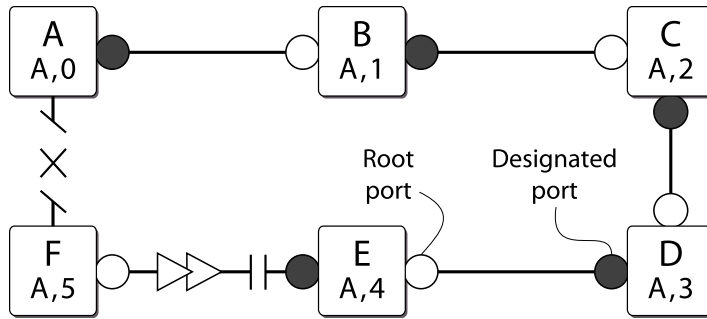 A
A,0
B
A,1
C
A,2
Root
port
Designated
port
F
A,5
E
A,4
D
A,3